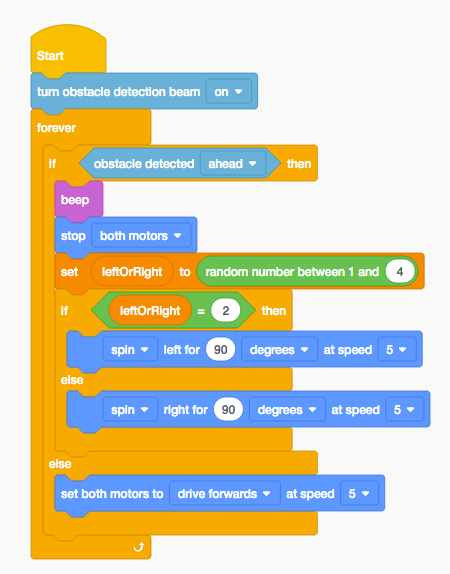 Start
turn obstacle detection beam on
forever
if obstacle detected ahead then
beep
stop both motors
set leftOrRight to random number between 1 and 4
if leftOrRight = 2 then
spin left for 90 degrees at speed 5
else
spin right for 90 degrees at speed 5
else
set both motors to drive forwards at speed 5